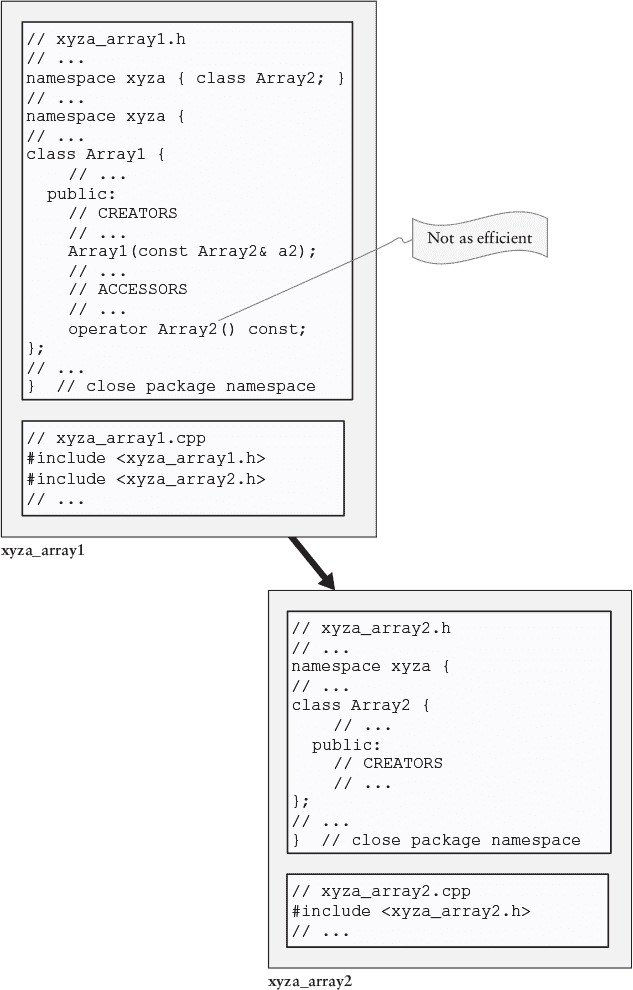 // xyza_array1.h
// ...
namespace xyza { class Array2; }
// ...
namespace xyza {
// ...
class Array1 {
    // ...
  public:
    // CREATORS
    // ...
    Array1(const Array2& a2);
    // ...
    // ACCESSORS
    // ...
    operator Array2() const;
};
// ...
}  // close package namespace
Not as efficient
// xyza_array1.cpp
#include <xyza_array1.h>
#include <xyza_array2.h>
// ...
xyza_array1
// xyza_array2.h
// ...
namespace xyza {
// ...
class Array2 {
    // ...
  public:
    // CREATORS
    // ...
};
// ...
}  // close package namespace
// xyza_array2.cpp
#include <xyza_array2.h>
// ...
xyza_array2